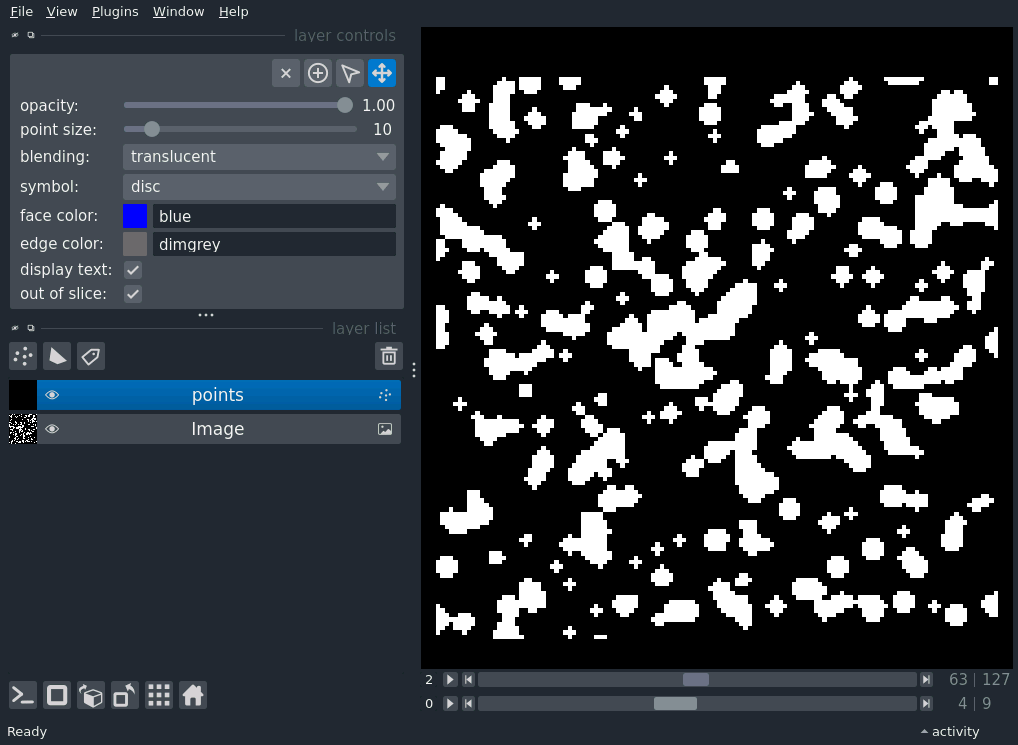 File View Plugins Window Help
layer controls
opacity: 1.00
point size: 10
blending: translucent
symbol: disc
face color: blue
edge color: dimgrey
display text:
out of slice:
layer list
points
Image
2 63 | 127
0 4 | 9
Ready activity